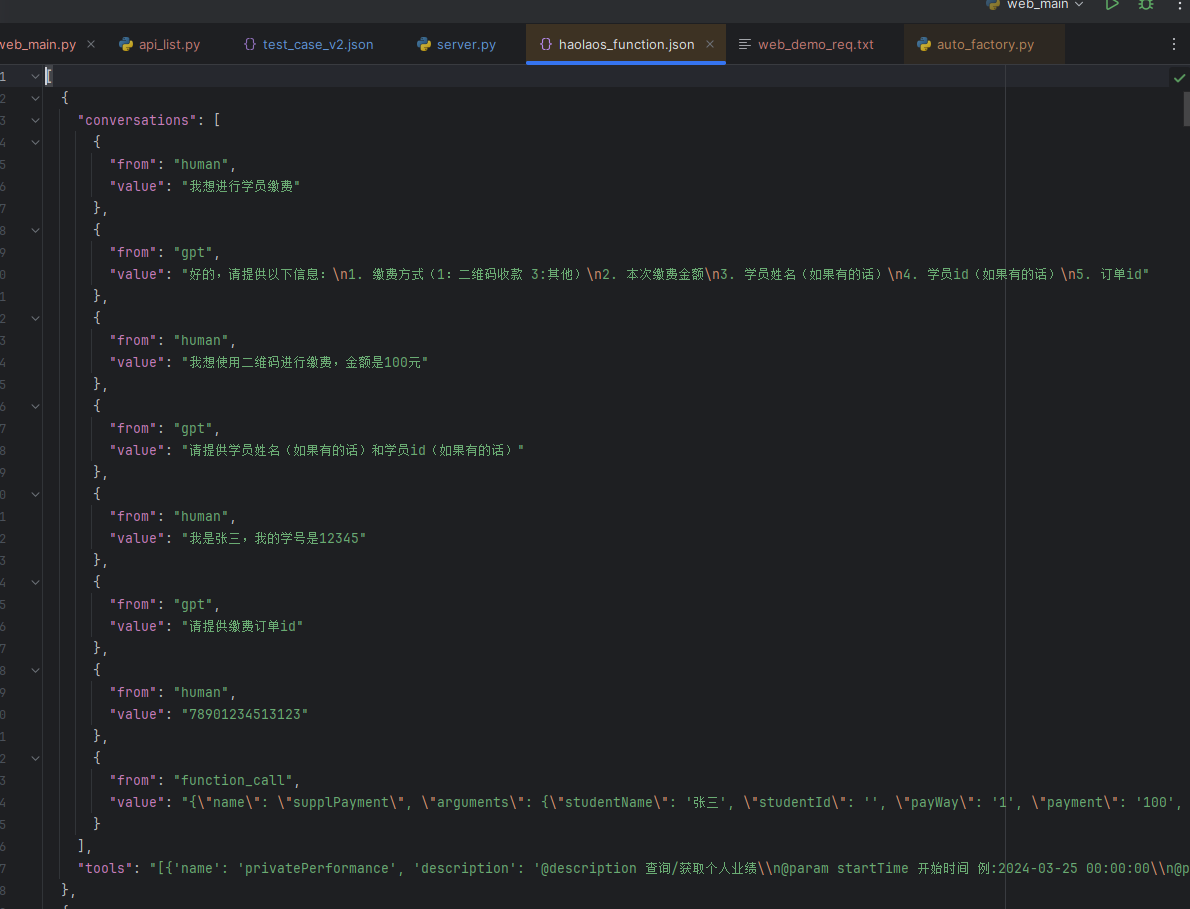 web_main
web_main.py
api_list.py
{} test_case_v2.json
server.py
{} haolaos_function.json
web_demo_req.txt
auto_factory.py
1 [
2 {
3 "conversations": [
4 {
5 "from": "human",
6 "value": "我想进行学员缴费"
7 },
8 {
9 "from": "gpt",
0 "value": "好的，请提供以下信息：\n1. 缴费方式（1：二维码收款 3:其他）\n2. 本次缴费金额\n3. 学员姓名（如果有的话）\n4. 学员id（如果有的话）\n5. 订单id"
1 },
2 {
3 "from": "human",
4 "value": "我想使用二维码进行缴费，金额是100元"
5 },
6 {
7 "from": "gpt",
8 "value": "请提供学员姓名（如果有的话）和学员id（如果有的话）"
9 },
0 {
1 "from": "human",
2 "value": "我是张三，我的学号是12345"
3 },
4 {
5 "from": "gpt",
6 "value": "请提供缴费订单id"
7 },
8 {
9 "from": "human",
0 "value": "78901234513123"
1 },
2 {
3 "from": "function_call",
4 "value": "{\"name\": \"supplPayment\", \"arguments\": {\"studentName\": '张三', \"studentId\": '', \"payWay\": '1', \"payment\": '100',
5 }
6 ],
7 "tools": "[{'name': 'privatePerformance', 'description': '@description 查询/获取个人业绩\\n@param startTime 开始时间 例:2024-03-25 00:00:00\\n@p
8 },